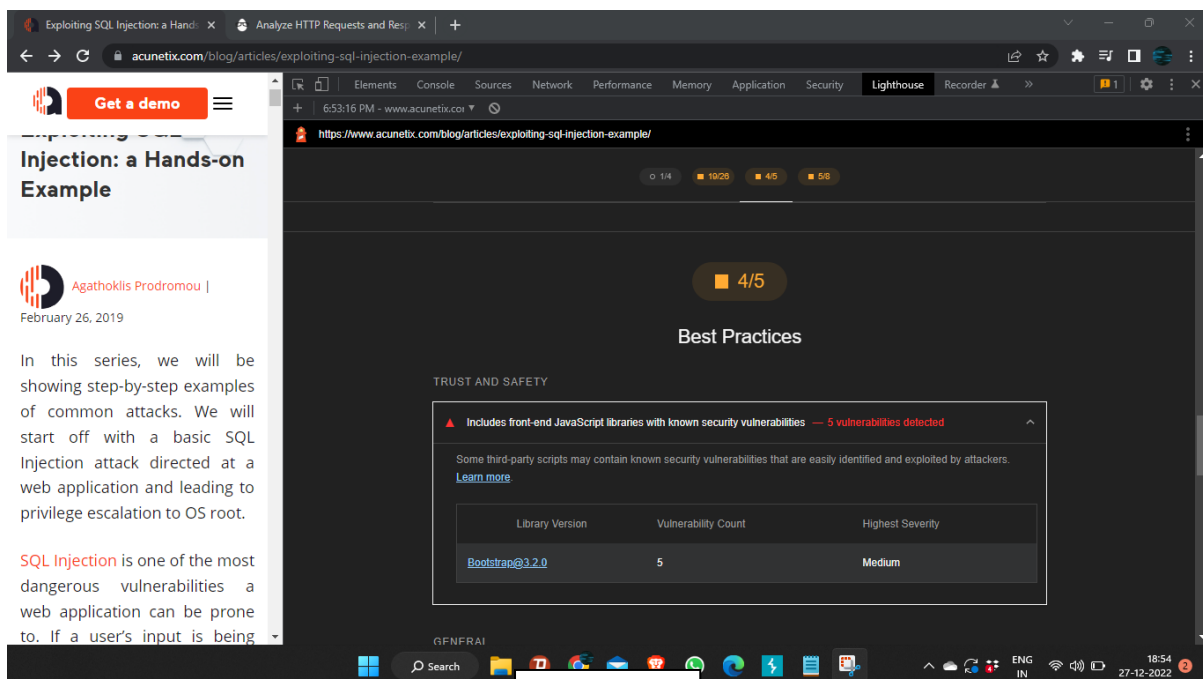 Exploiting SQL Injection: a Hands
Analyze HTTP Requests and Resp
acunetix.com/blog/articles/exploiting-sql-injection-example/
Get a demo
Exploiting SQL
Injection: a Hands-on
Example
Agathoklis Prodromou |
February 26, 2019
In this series, we will be
showing step-by-step examples
of common attacks. We will
start off with a basic SQL
Injection attack directed at a
web application and leading to
privilege escalation to OS root.
SQL Injection is one of the most
dangerous vulnerabilities a
web application can be prone
to. If a user's input is being
Elements Console Sources Network Performance Memory Application Security Lighthouse Recorder 1
6:53:16 PM - www.acunetix.cor
https://www.acunetix.com/blog/articles/exploiting-sql-injection-example/
1/4 19/26 4/5 5/8
4/5
Best Practices
TRUST AND SAFETY
Includes front-end JavaScript libraries with known security vulnerabilities — 5 vulnerabilities detected
Some third-party scripts may contain known security vulnerabilities that are easily identified and exploited by attackers.
Learn more.
Library Version Vulnerability Count Highest Severity
Bootstrap@3.2.0 5 Medium
GENERAL
Search
ENG
IN
18:54
27-12-2022
2